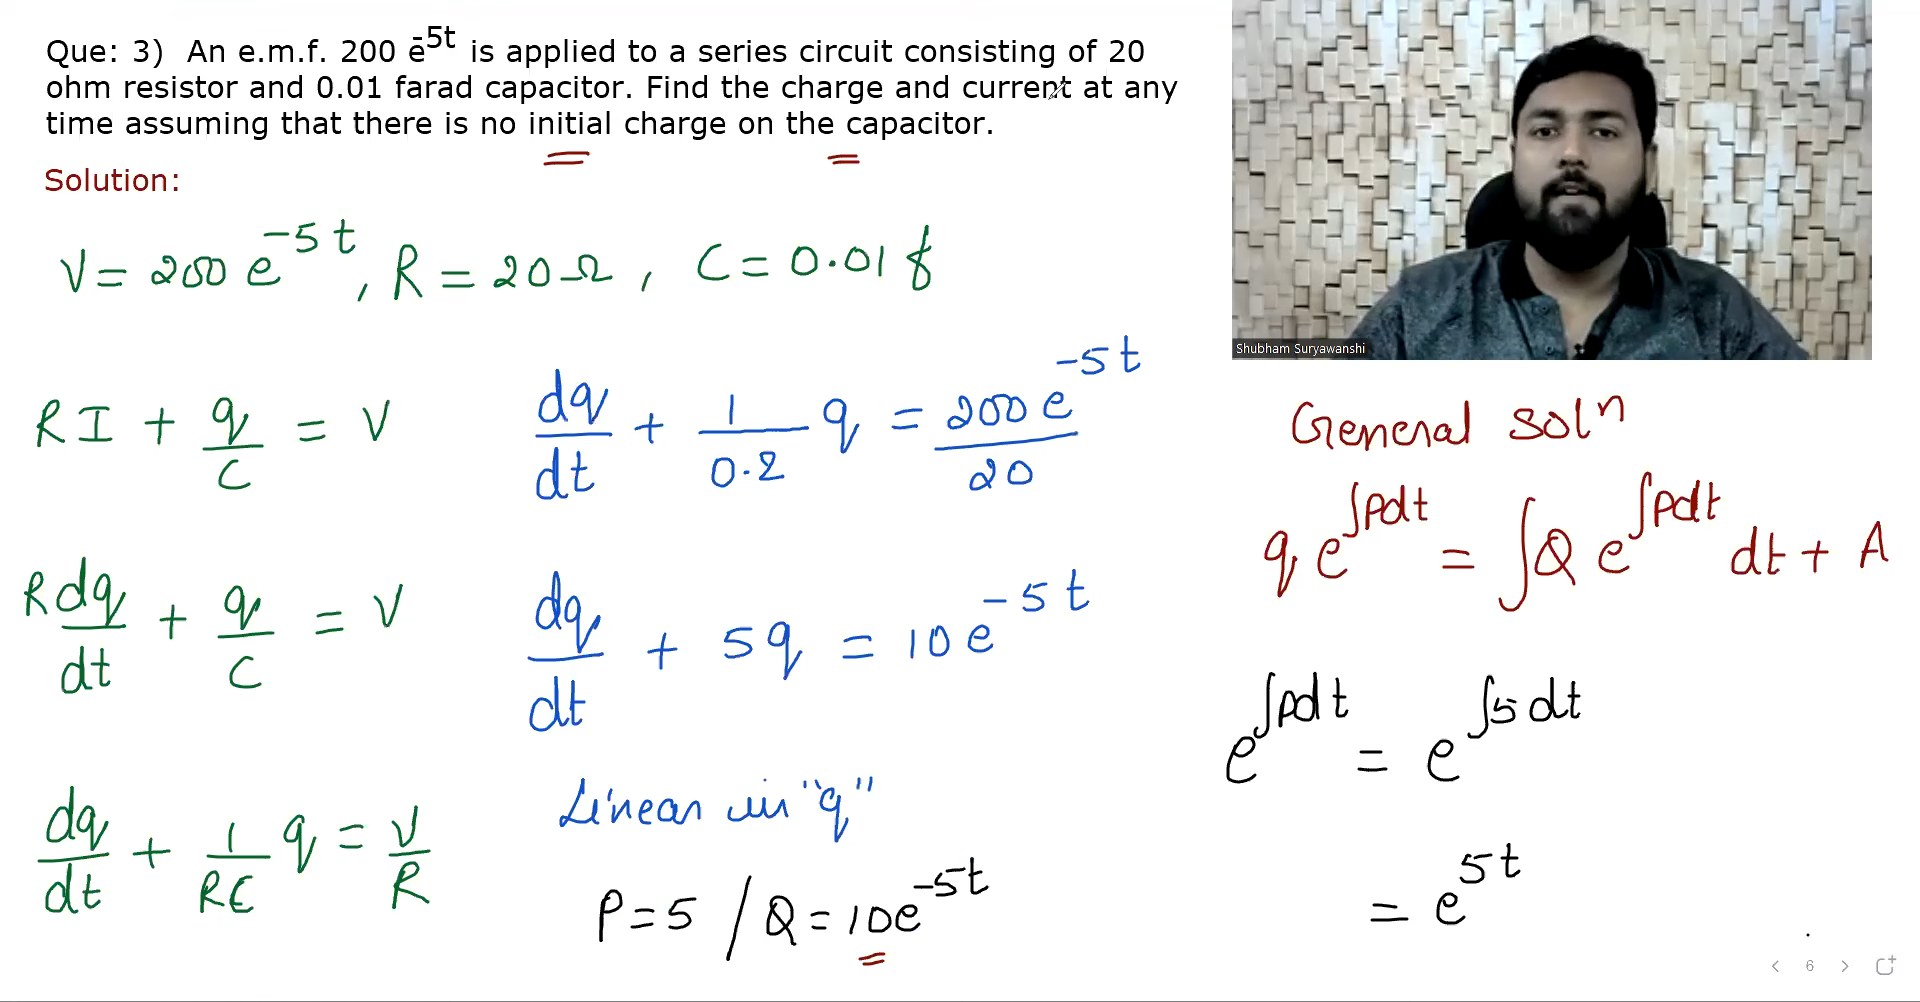 Que: 3) An e.m.f. 200 e^-5t is applied to a series circuit consisting of 20
ohm resistor and 0.01 farad capacitor. Find the charge and current at any
time assuming that there is no initial charge on the capacitor.
Solution:
V = 200 e^-5t, R = 20Ω, C = 0.01 f
RI + q/C = V
R dq/dt + q/C = V
dq/dt + 1/RC q = V/R
dq/dt + 1/0.2 q = 200 e^-5t/20
dq/dt + 5q = 10 e^-5t
Linear in "q"
P = 5 / Q = 10e^-5t
Shubham Suryawanshi
General solⁿ
q e^∫Pdt = ∫Q e^∫Pdt dt + A
e^∫Pdt = e^∫5dt
= e^5t
6